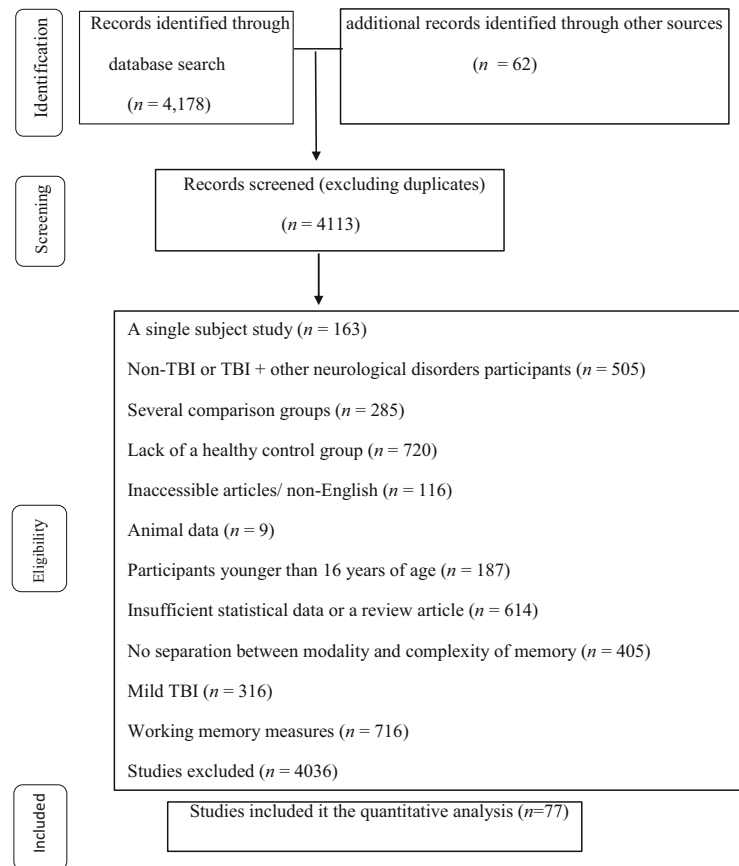 Identification
Records identified through
database search
(n = 4,178)
additional records identified through other sources
(n = 62)
Screening
Records screened (excluding duplicates)
(n = 4113)
Eligibility
A single subject study (n = 163)
Non-TBI or TBI + other neurological disorders participants (n = 505)
Several comparison groups (n = 285)
Lack of a healthy control group (n = 720)
Inaccessible articles/ non-English (n = 116)
Animal data (n = 9)
Participants younger than 16 years of age (n = 187)
Insufficient statistical data or a review article (n = 614)
No separation between modality and complexity of memory (n = 405)
Mild TBI (n = 316)
Working memory measures (n = 716)
Studies excluded (n = 4036)
Included
Studies included it the quantitative analysis (n=77)